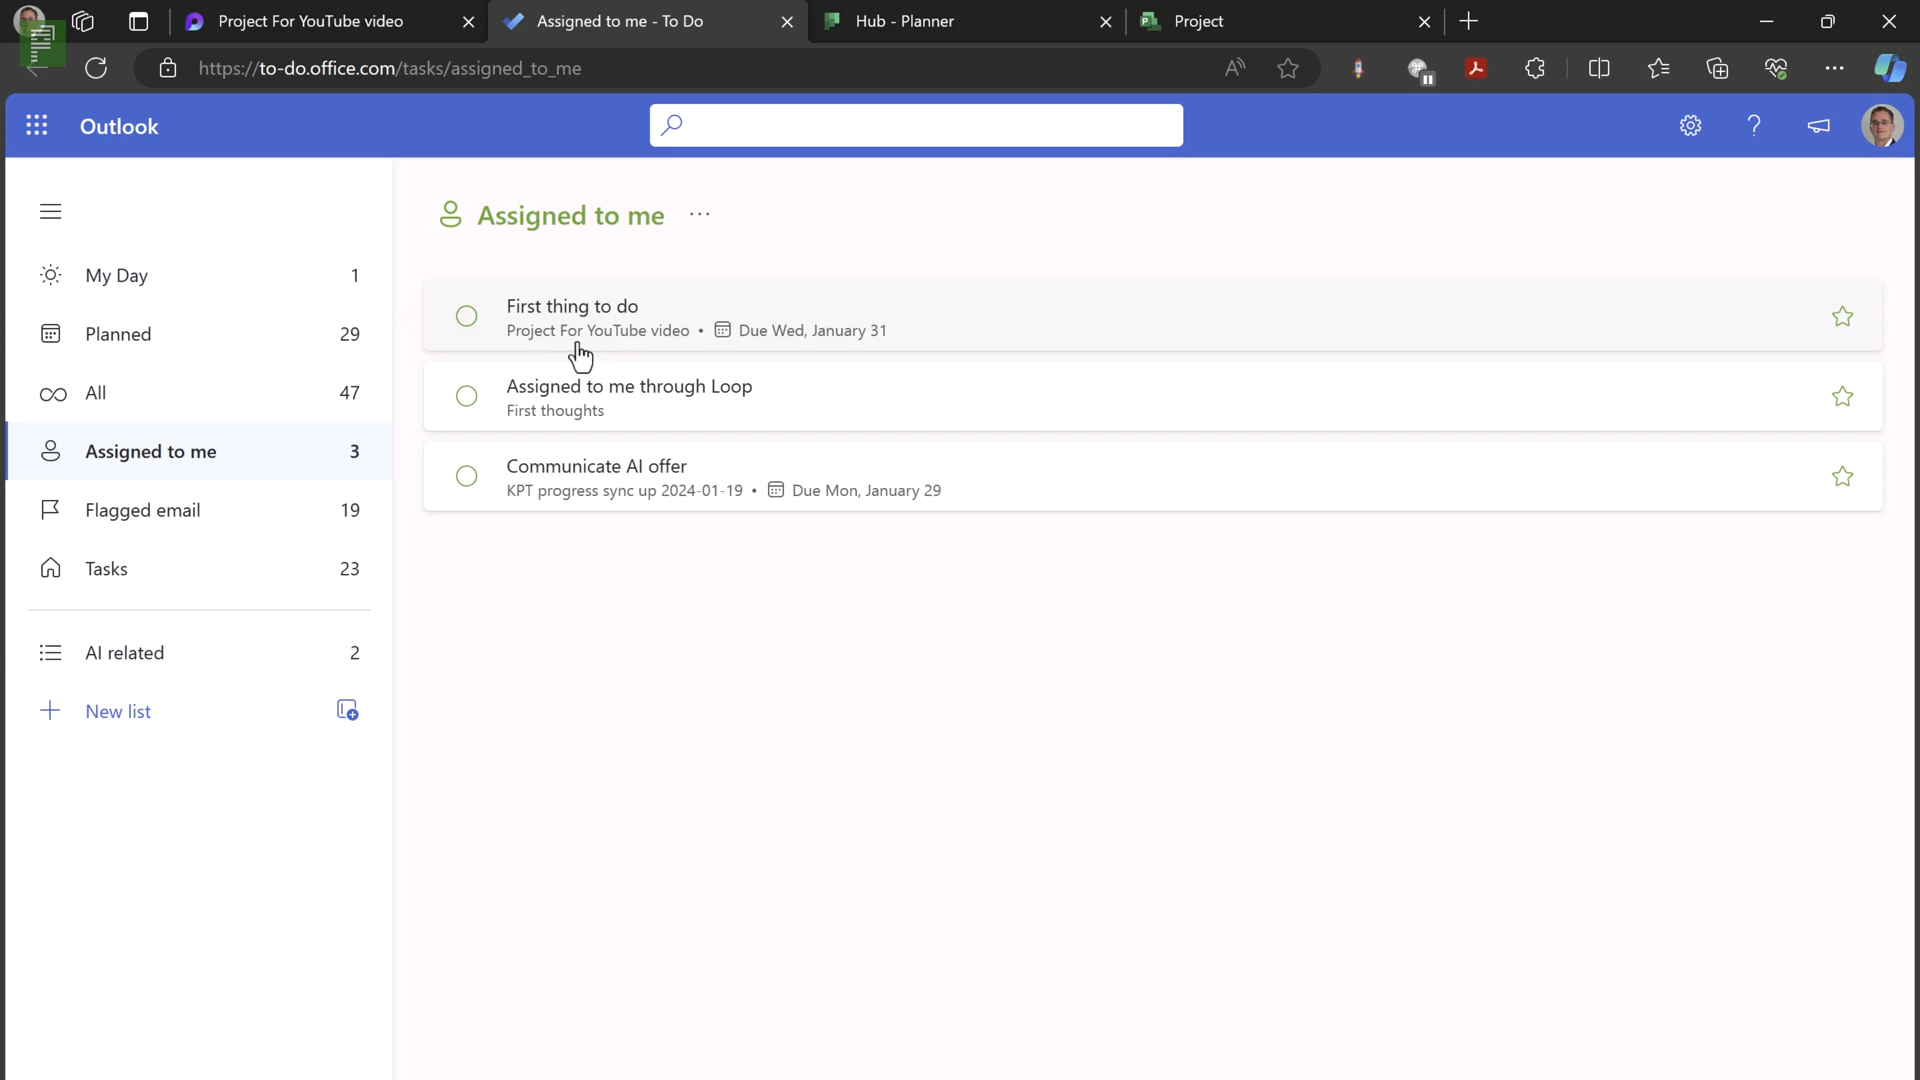 Project For YouTube video
Assigned to me - To Do
Hub - Planner
Project
https://to-do.office.com/tasks/assigned_to_me
Outlook
My Day 1
Planned 29
All 47
Assigned to me 3
Flagged email 19
Tasks 23
AI related 2
New list
Assigned to me ···
First thing to do
Project For YouTube video • Due Wed, January 31
Assigned to me through Loop
First thoughts
Communicate AI offer
KPT progress sync up 2024-01-19 • Due Mon, January 29